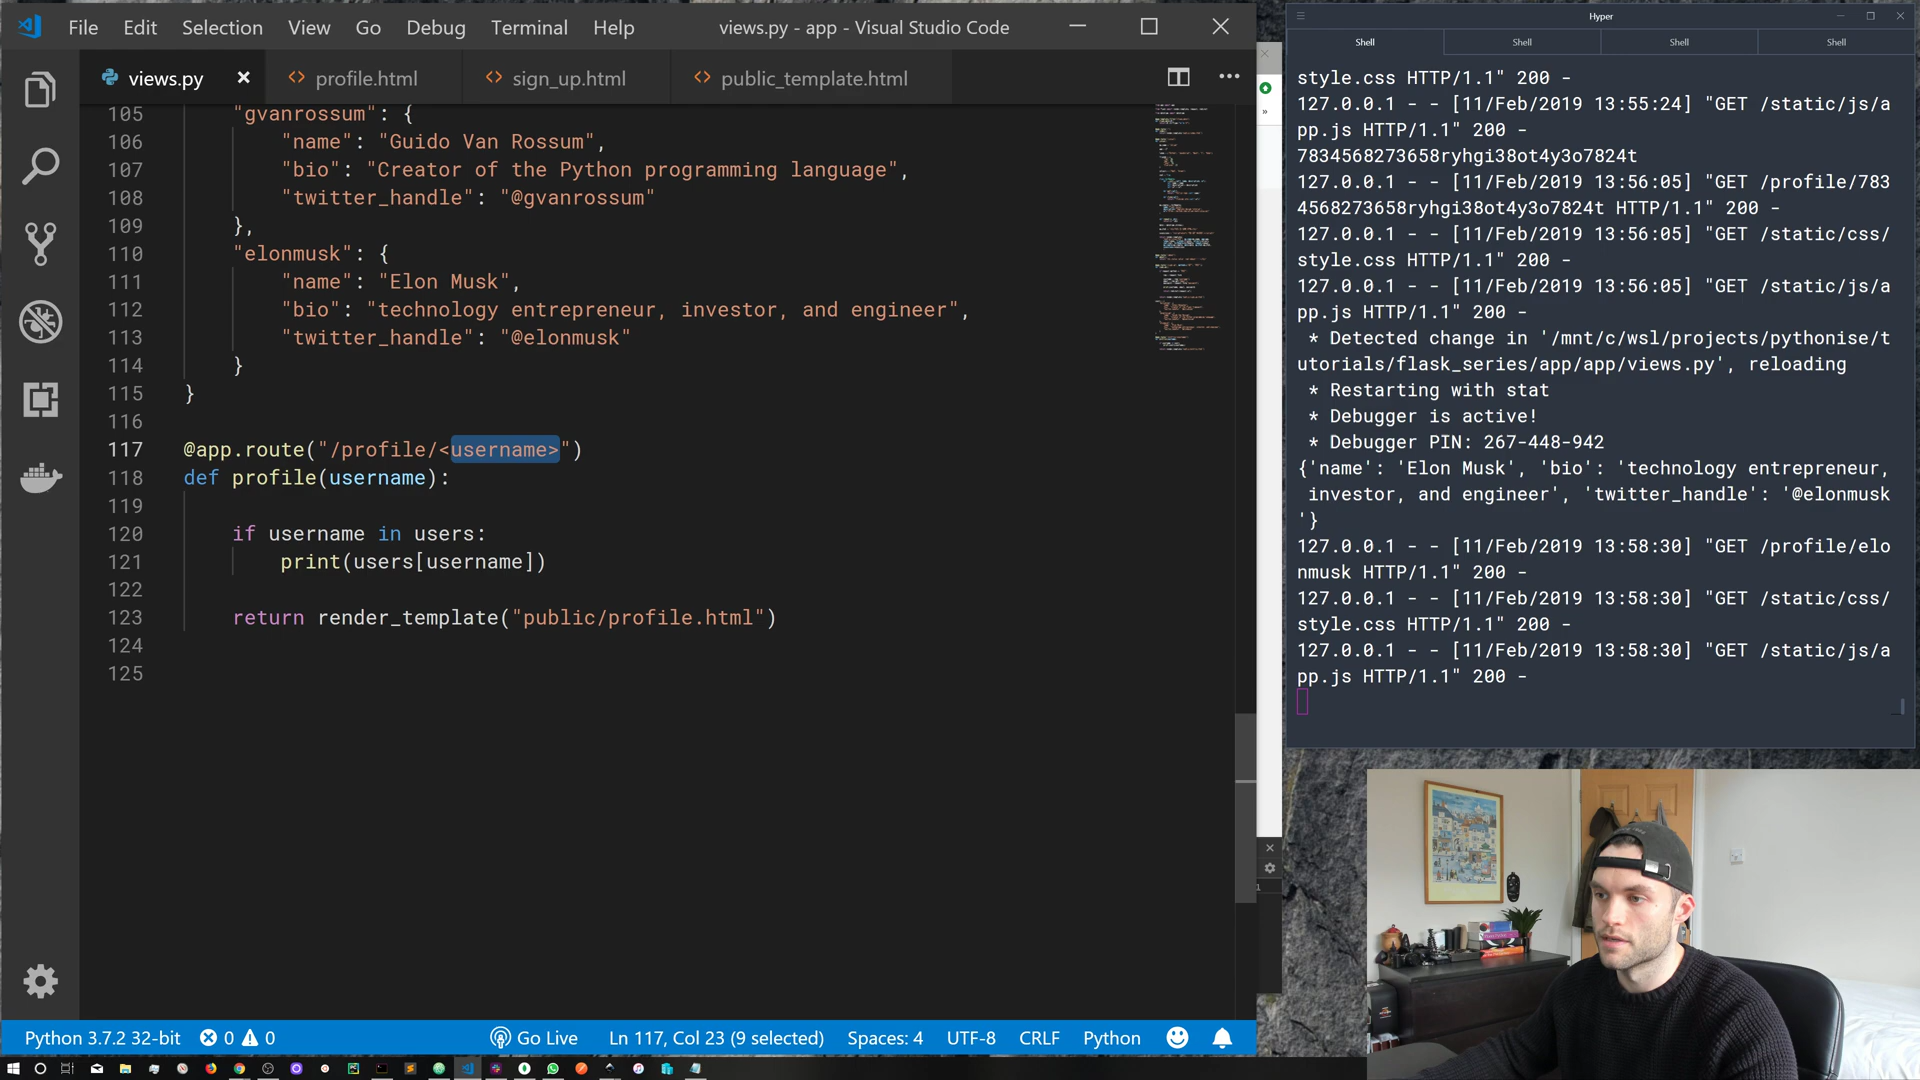 File Edit Selection View Go Debug Terminal Help
views.py - app - Visual Studio Code
views.py
profile.html
sign_up.html
public_template.html
105 "gvanrossum": {
106 "name": "Guido Van Rossum",
107 "bio": "Creator of the Python programming language",
108 "twitter_handle": "@gvanrossum"
109 },
110 "elonmusk": {
111 "name": "Elon Musk",
112 "bio": "technology entrepreneur, investor, and engineer",
113 "twitter_handle": "@elonmusk"
114 }
115 }
116
117 @app.route("/profile/<username>")
118 def profile(username):
119
120 if username in users:
121 print(users[username])
122
123 return render_template("public/profile.html")
124
125
Python 3.7.2 32-bit 0 0 Go Live Ln 117, Col 23 (9 selected) Spaces: 4 UTF-8 CRLF Python
Hyper
Shell Shell Shell Shell
style.css HTTP/1.1" 200 -
127.0.0.1 - - [11/Feb/2019 13:55:24] "GET /static/js/a
pp.js HTTP/1.1" 200 -
7834568273658ryhgi38ot4y3o7824t
127.0.0.1 - - [11/Feb/2019 13:56:05] "GET /profile/783
4568273658ryhgi38ot4y3o7824t HTTP/1.1" 200 -
127.0.0.1 - - [11/Feb/2019 13:56:05] "GET /static/css/
style.css HTTP/1.1" 200 -
127.0.0.1 - - [11/Feb/2019 13:56:05] "GET /static/js/a
pp.js HTTP/1.1" 200 -
* Detected change in '/mnt/c/wsl/projects/pythonise/t
utorials/flask_series/app/app/views.py', reloading
* Restarting with stat
* Debugger is active!
* Debugger PIN: 267-448-942
{'name': 'Elon Musk', 'bio': 'technology entrepreneur,
investor, and engineer', 'twitter_handle': '@elonmusk
'}
127.0.0.1 - - [11/Feb/2019 13:58:30] "GET /profile/elo
nmusk HTTP/1.1" 200 -
127.0.0.1 - - [11/Feb/2019 13:58:30] "GET /static/css/
style.css HTTP/1.1" 200 -
127.0.0.1 - - [11/Feb/2019 13:58:30] "GET /static/js/a
pp.js HTTP/1.1" 200 -